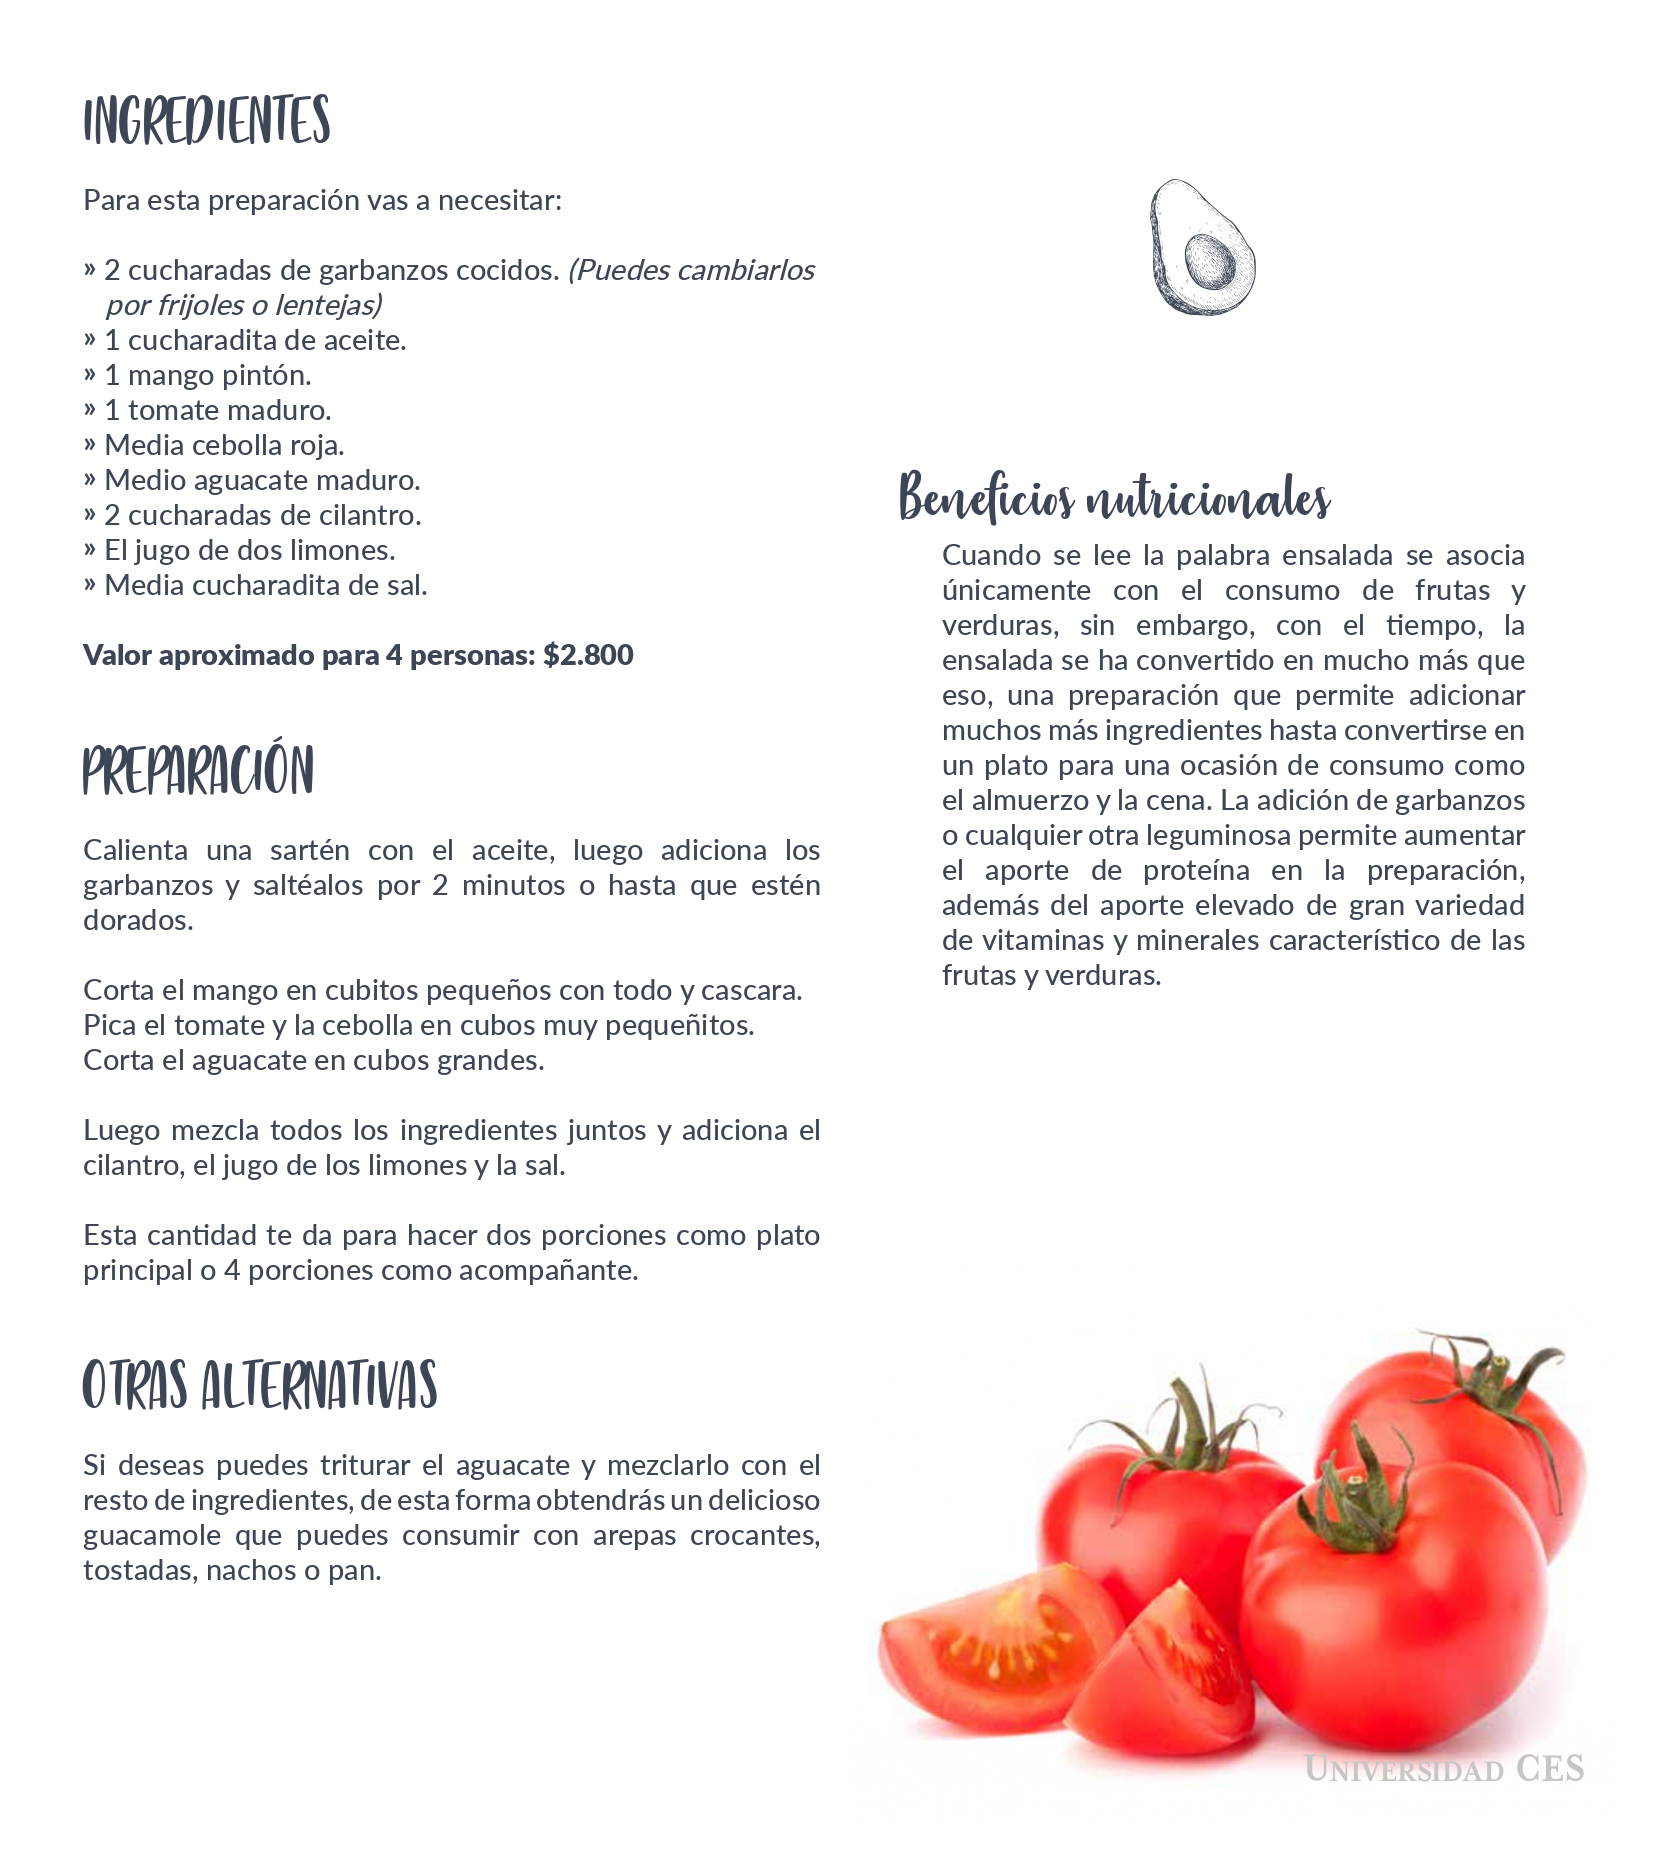 INGREDIENTES
Para esta preparación vas a necesitar:
» 2 cucharadas de garbanzos cocidos. (Puedes cambiarlos
por frijoles o lentejas)
» 1 cucharadita de aceite.
» 1 mango pintón.
» 1 tomate maduro.
» Media cebolla roja.
» Medio aguacate maduro.
» 2 cucharadas de cilantro.
» El jugo de dos limones.
» Media cucharadita de sal.
Valor aproximado para 4 personas: $2.800
PREPARACIÓN
Calienta una sartén con el aceite, luego adiciona los
garbanzos y saltéalos por 2 minutos o hasta que estén
dorados.
Corta el mango en cubitos pequeños con todo y cascara.
Pica el tomate y la cebolla en cubos muy pequeñitos.
Corta el aguacate en cubos grandes.
Luego mezcla todos los ingredientes juntos y adiciona el
cilantro, el jugo de los limones y la sal.
Esta cantidad te da para hacer dos porciones como plato
principal o 4 porciones como acompañante.
OTRAS ALTERNATIVAS
Si deseas puedes triturar el aguacate y mezclarlo con el
resto de ingredientes, de esta forma obtendrás un delicioso
guacamole que puedes consumir con arepas crocantes,
tostadas, nachos o pan.
Beneficios nutricionales
Cuando se lee la palabra ensalada se asocia
únicamente con el consumo de frutas y
verduras, sin embargo, con el tiempo, la
ensalada se ha convertido en mucho más que
eso, una preparación que permite adicionar
muchos más ingredientes hasta convertirse en
un plato para una ocasión de consumo como
el almuerzo y la cena. La adición de garbanzos
o cualquier otra leguminosa permite aumentar
el aporte de proteína en la preparación,
además del aporte elevado de gran variedad
de vitaminas y minerales característico de las
frutas y verduras.
UNIVERSIDAD CES